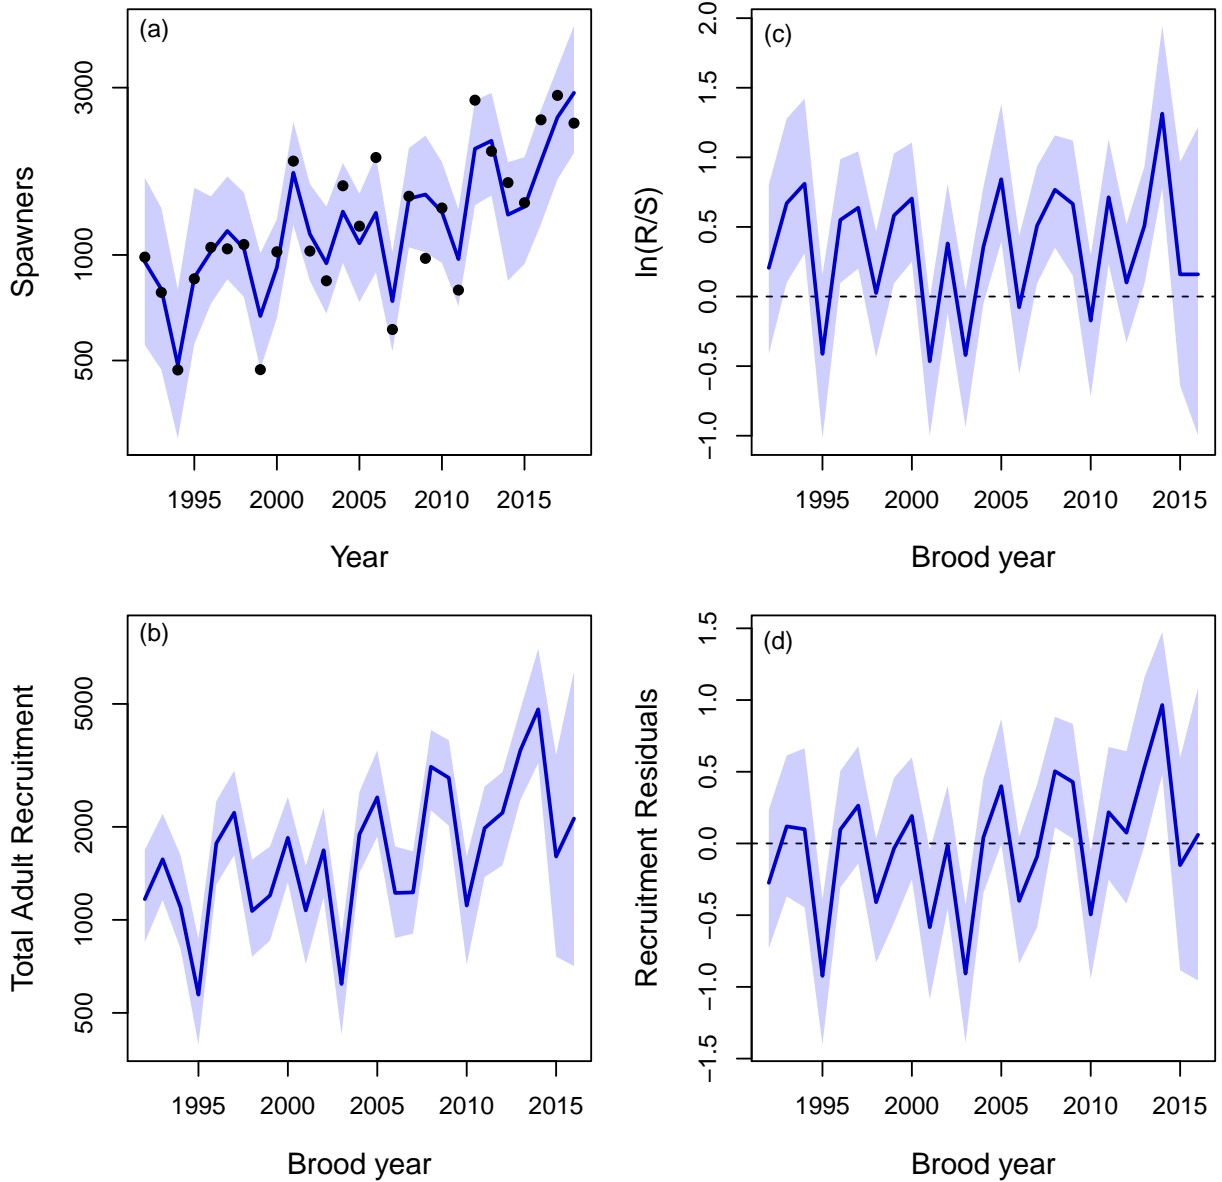 (a)
Spawners
3000
1000
500
1995 2000 2005 2010 2015
Year
(c)
ln(R/S)
2.0
1.5
1.0
0.5
0.0
−0.5
−1.0
1995 2000 2005 2010 2015
Brood year
(b)
Total Adult Recruitment
5000
2000
1000
500
1995 2000 2005 2010 2015
Brood year
(d)
Recruitment Residuals
1.5
1.0
0.5
0.0
−0.5
−1.0
−1.5
1995 2000 2005 2010 2015
Brood year